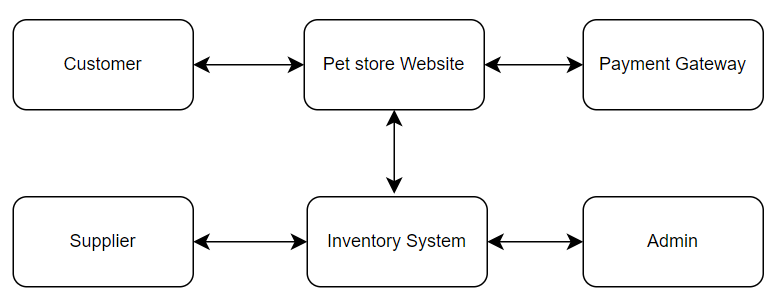 Customer
Pet store Website
Payment Gateway
Supplier
Inventory System
Admin